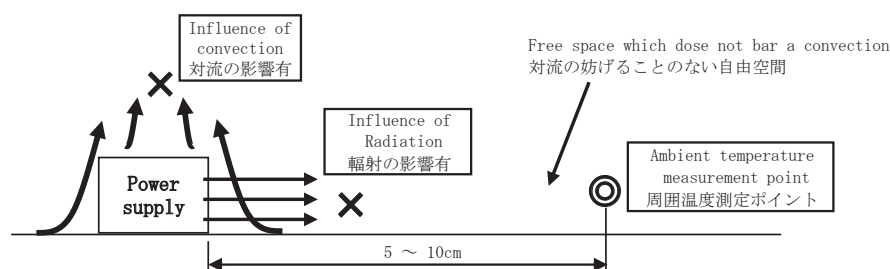 Influence of
convection
対流の影響有
Free space which dose not bar a convection
対流の妨げることのない自由空間
Influence of
Radiation
輻射の影響有
Ambient temperature
measurement point
周囲温度測定ポイント
Power
supply
5 ～ 10cm